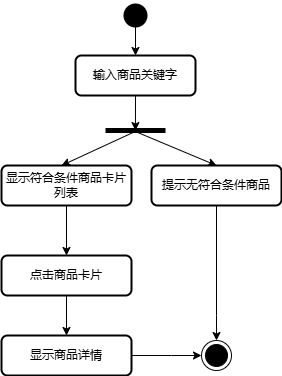 输入商品关键字
显示符合条件商品卡片
列表
提示无符合条件商品
点击商品卡片
显示商品详情